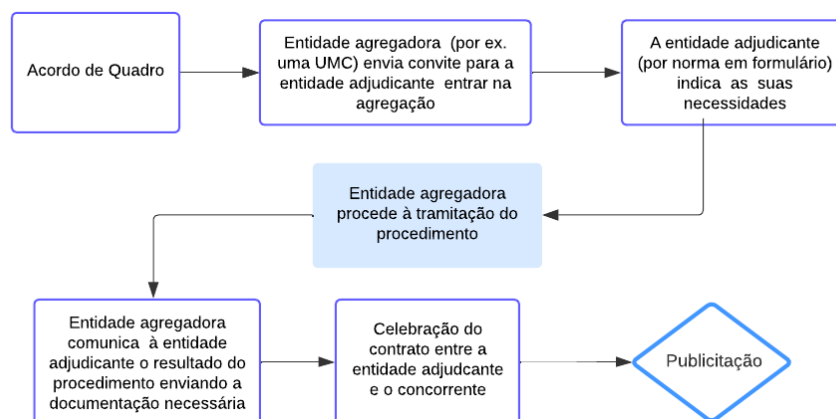 Acordo de Quadro
Entidade agregadora (por ex.
uma UMC) envia convite para a
entidade adjudicante entrar na
agregação
A entidade adjudicante
(por norma em formulário)
indica as suas
necessidades
Entidade agregadora
procede à tramitação do
procedimento
Entidade agregadora
comunica à entidade
adjudicante o resultado do
procedimento enviando a
documentação necessária
Celebração do
contrato entre a
entidade adjudcante
e o concorrente
Publicitação